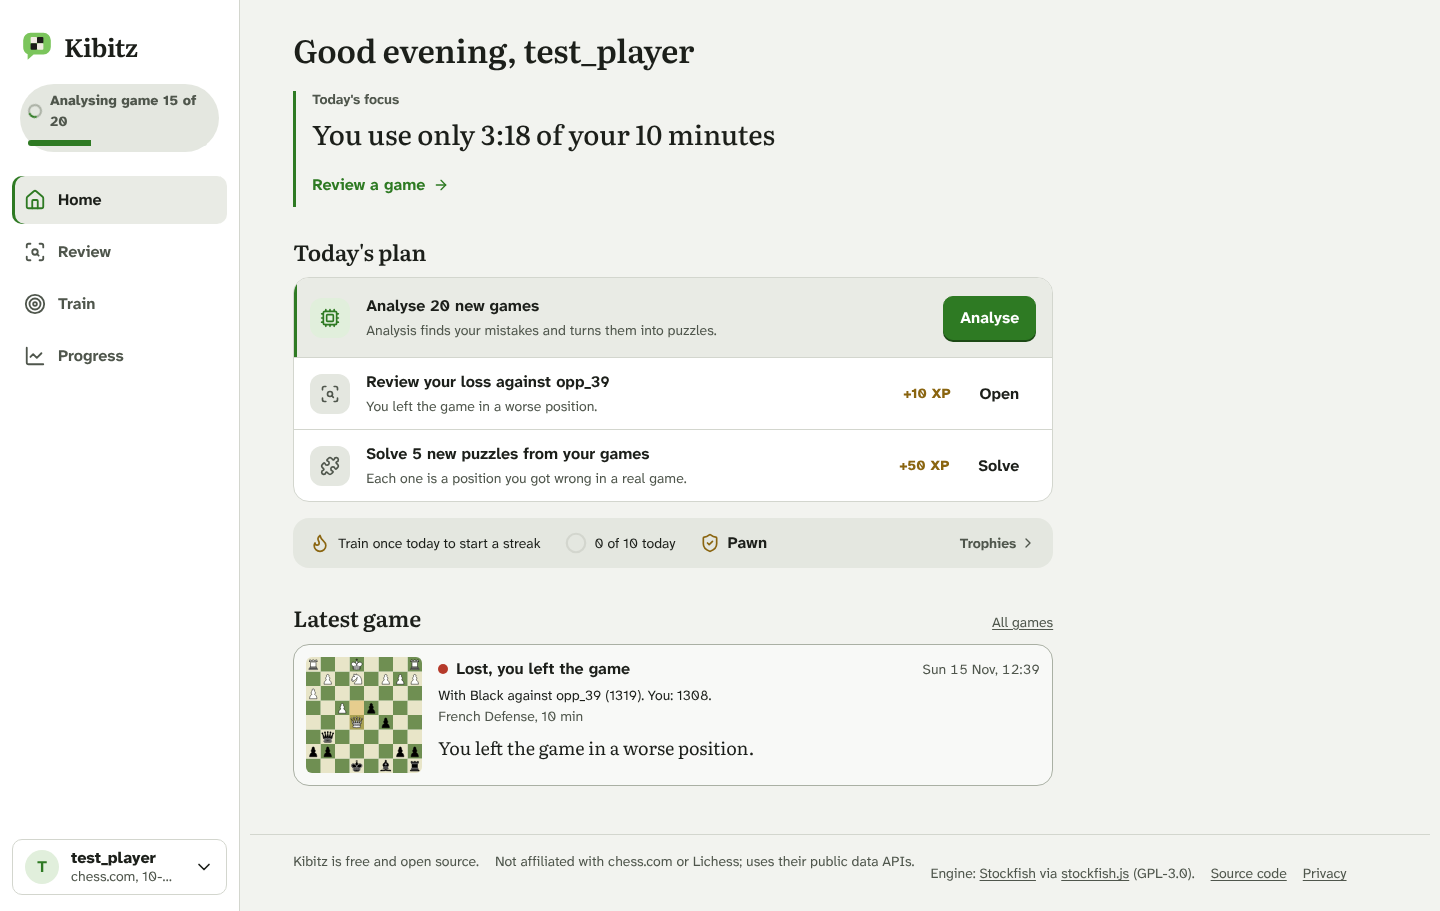 Kibitz
Analysing game 15 of
20
Home
Review
Train
Progress
test_player
chess.com, 10-...
Good evening, test_player
Today's focus
You use only 3:18 of your 10 minutes
Review a game
Today's plan
Analyse 20 new games
Analysis finds your mistakes and turns them into puzzles.
Analyse
Review your loss against opp_39
You left the game in a worse position.
+10 XP
Open
Solve 5 new puzzles from your games
Each one is a position you got wrong in a real game.
+50 XP
Solve
Train once today to start a streak
0 of 10 today
Pawn
Trophies
Latest game
All games
Lost, you left the game
Sun 15 Nov, 12:39
With Black against opp_39 (1319). You: 1308.
French Defense, 10 min
You left the game in a worse position.
Kibitz is free and open source.
Not affiliated with chess.com or Lichess; uses their public data APIs.
Engine: Stockfish via stockfish.js (GPL-3.0).
Source code
Privacy
T